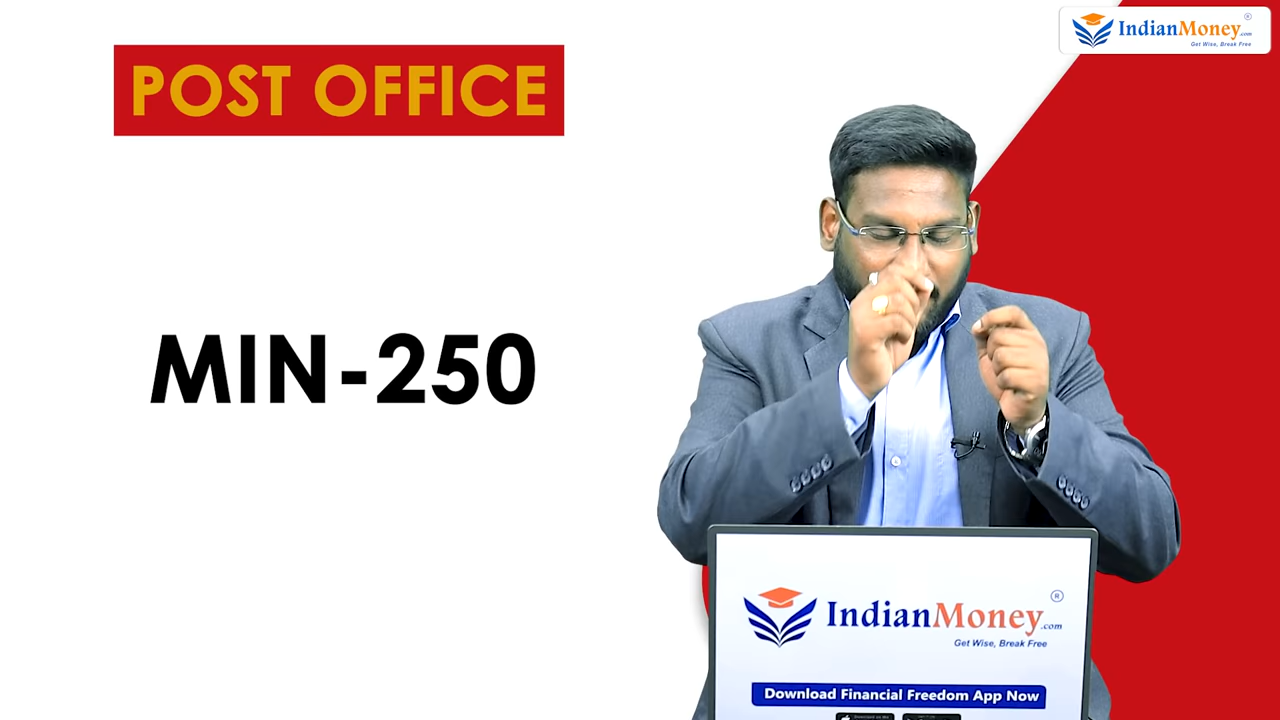 POST OFFICE
IndianMoney.com
®
Get Wise, Break Free
MIN-250
IndianMoney.com
®
Get Wise, Break Free
Download Financial Freedom App Now